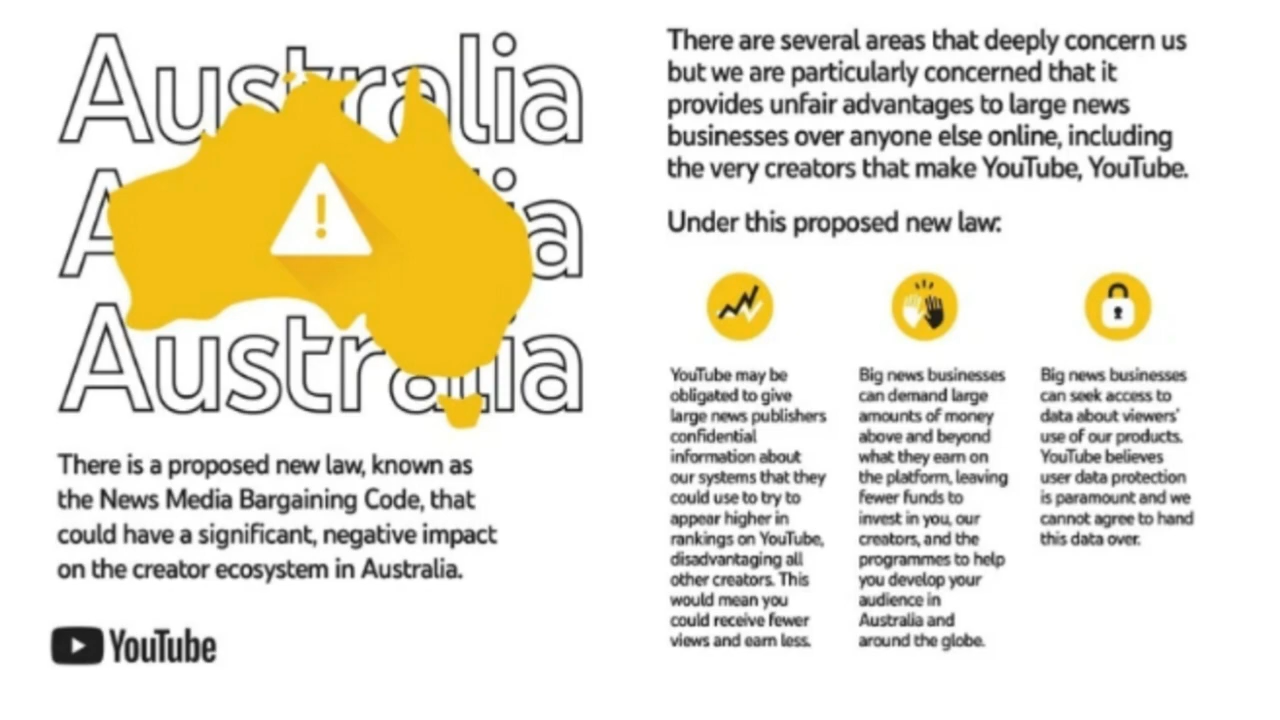 Australia
Australia
Australia
There is a proposed new law, known as
the News Media Bargaining Code, that
could have a significant, negative impact
on the creator ecosystem in Australia.
YouTube
There are several areas that deeply concern us
but we are particularly concerned that it
provides unfair advantages to large news
businesses over anyone else online, including
the very creators that make YouTube, YouTube.
Under this proposed new law:
YouTube may be
obligated to give
large news publishers
confidential
information about
our systems that they
could use to try to
appear higher in
rankings on YouTube,
disadvantaging all
other creators. This
would mean you
could receive fewer
views and earn less.
Big news businesses
can demand large
amounts of money
above and beyond
what they earn on
the platform, leaving
fewer funds to
invest in you, our
creators, and the
programmes to help
you develop your
audience in
Australia and
around the globe.
Big news businesses
can seek access to
data about viewers'
use of our products.
YouTube believes
user data protection
is paramount and we
cannot agree to hand
this data over.